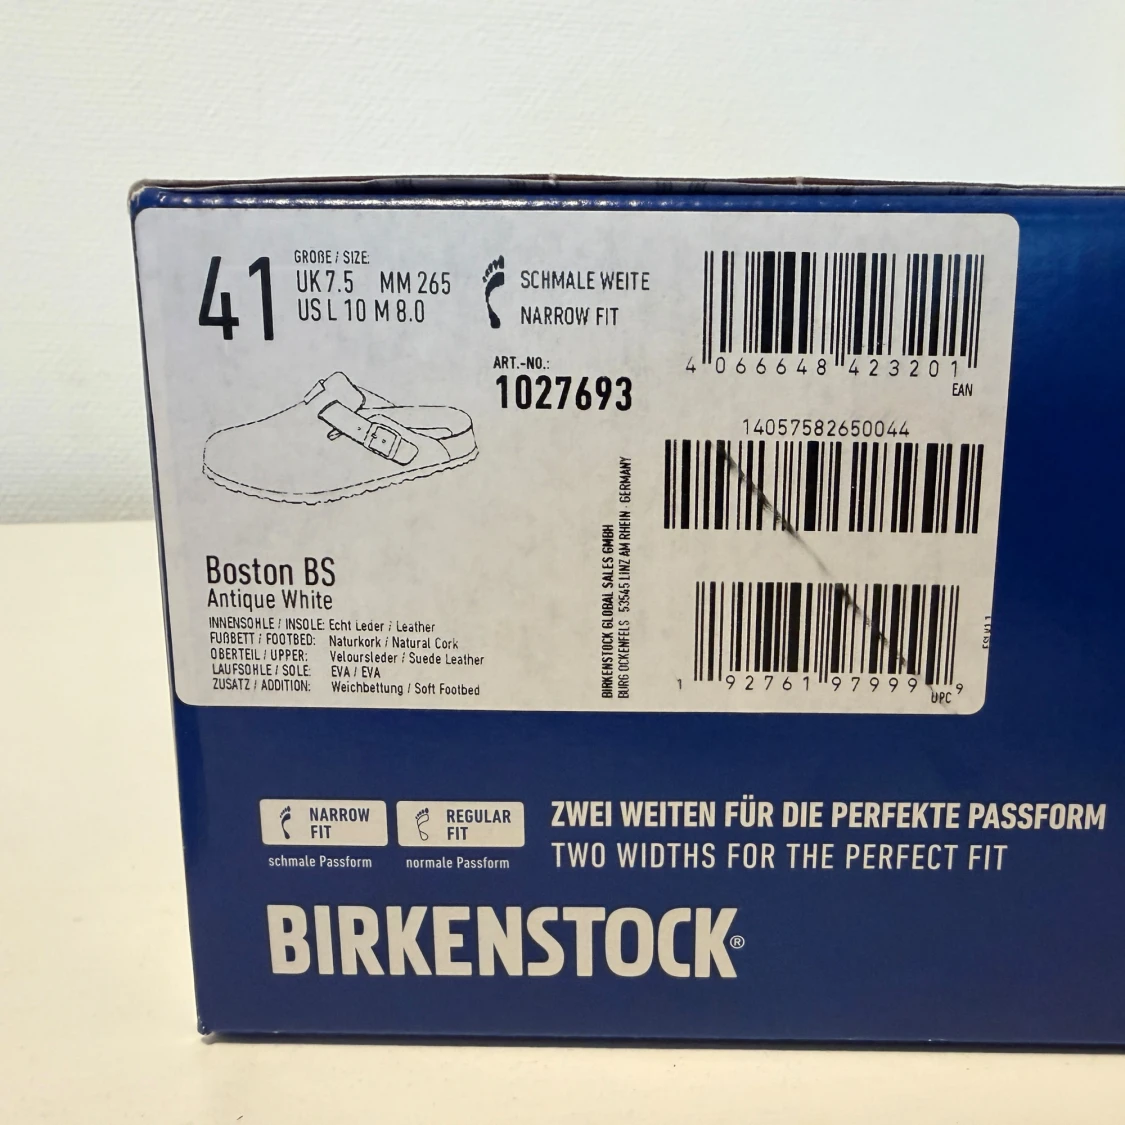 41
GRÖẞE / SIZE:
UK 7.5 MM 265
US L 10 M 8.0
SCHMALE WEITE
NARROW FIT
ART.-NO.:
1027693
4 066648 423201
EAN
14057582650044
BIRKENSTOCK GLOBAL SALES GMBH
BURG OCKENFELS 53545 LINZ AM RHEIN · GERMANY
Boston BS
Antique White
INNENSOHLE / INSOLE: Echt Leder / Leather
FUẞBETT / FOOTBED: Naturkork / Natural Cork
OBERTEIL / UPPER: Veloursleder / Suede Leather
LAUFSOHLE / SOLE: EVA / EVA
ZUSATZ / ADDITION: Weichbettung / Soft Footbed
1 92761 97999 9
UPC
NARROW
FIT
schmale Passform
REGULAR
FIT
normale Passform
ZWEI WEITEN FÜR DIE PERFEKTE PASSFORM
TWO WIDTHS FOR THE PERFECT FIT
BIRKENSTOCK®